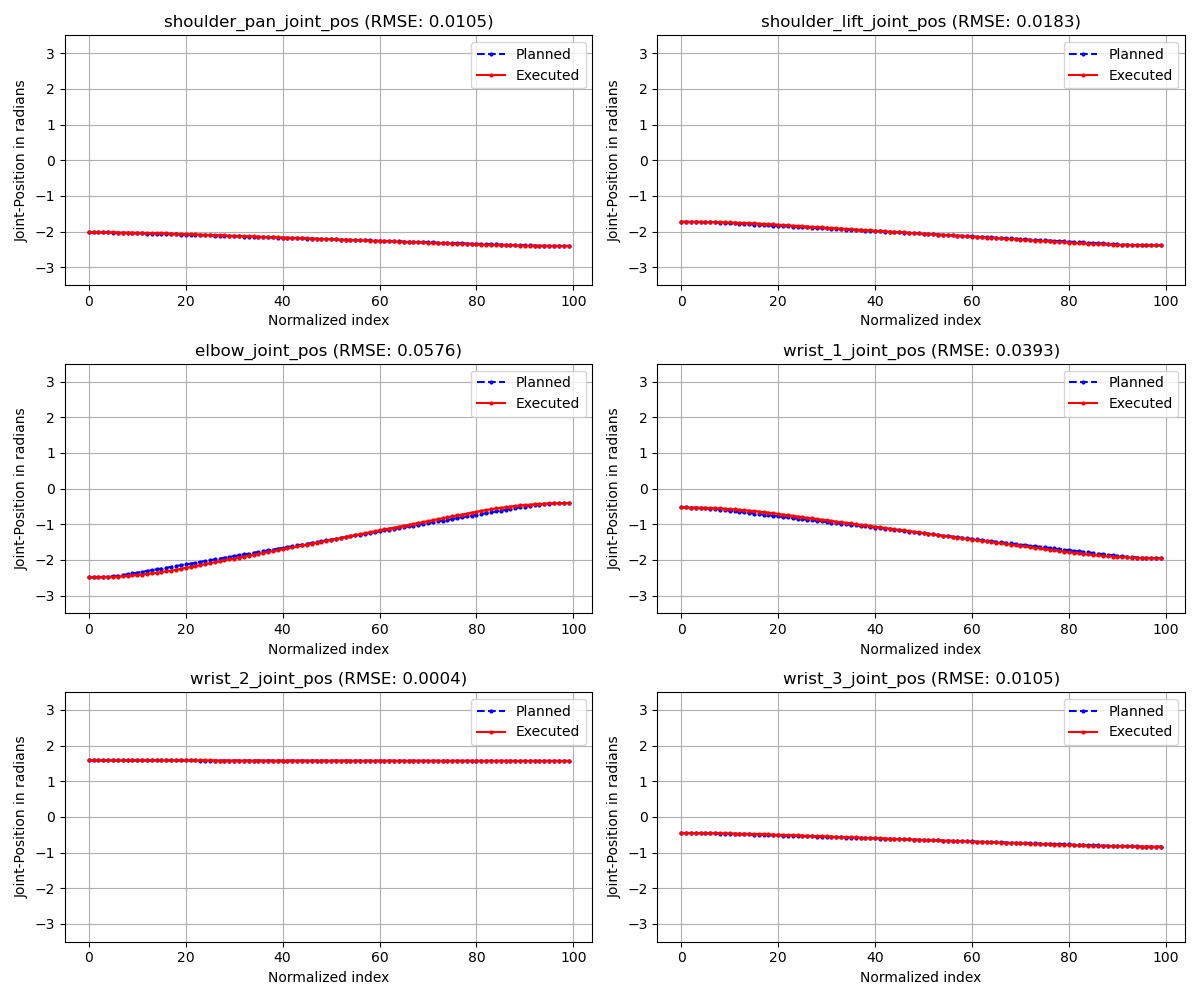 shoulder_pan_joint_pos (RMSE: 0.0105)
Planned
Executed
3
2
1
0
−1
−2
−3
Joint-Position in radians
0 20 40 60 80 100
Normalized index
shoulder_lift_joint_pos (RMSE: 0.0183)
Planned
Executed
3
2
1
0
−1
−2
−3
Joint-Position in radians
0 20 40 60 80 100
Normalized index
elbow_joint_pos (RMSE: 0.0576)
Planned
Executed
3
2
1
0
−1
−2
−3
Joint-Position in radians
0 20 40 60 80 100
Normalized index
wrist_1_joint_pos (RMSE: 0.0393)
Planned
Executed
3
2
1
0
−1
−2
−3
Joint-Position in radians
0 20 40 60 80 100
Normalized index
wrist_2_joint_pos (RMSE: 0.0004)
Planned
Executed
3
2
1
0
−1
−2
−3
Joint-Position in radians
0 20 40 60 80 100
Normalized index
wrist_3_joint_pos (RMSE: 0.0105)
Planned
Executed
3
2
1
0
−1
−2
−3
Joint-Position in radians
0 20 40 60 80 100
Normalized index